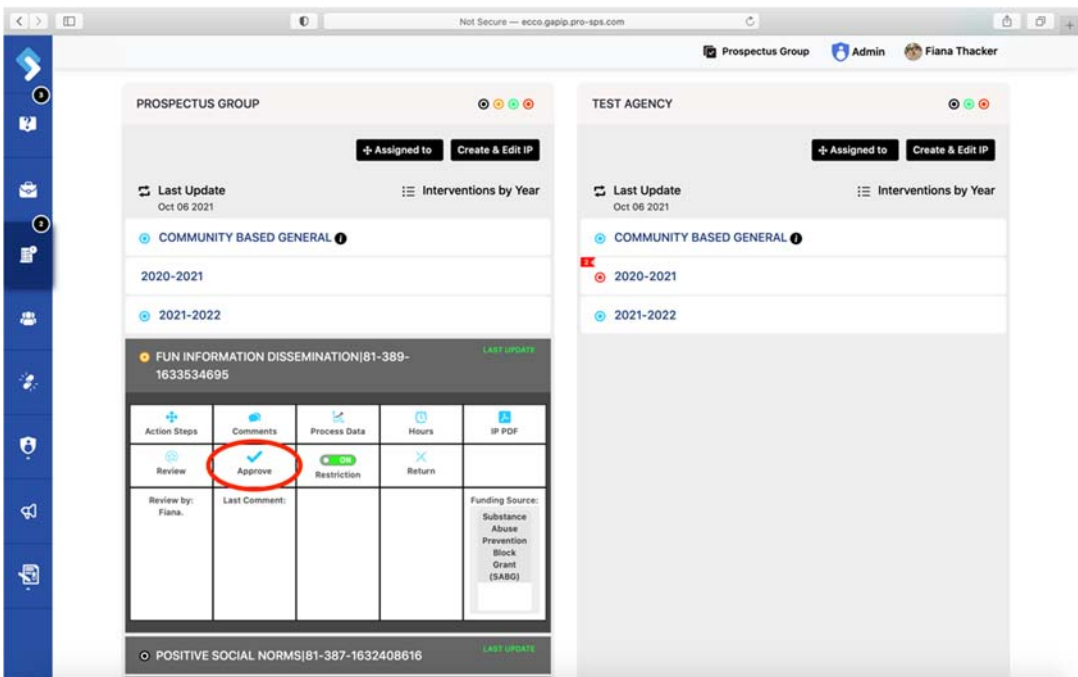 Not Secure — ecco.gapip.pro-sps.com
Prospectus Group
Admin
Fiana Thacker
3
2
PROSPECTUS GROUP
Assigned to
Create & Edit IP
Last Update
Interventions by Year
Oct 06 2021
COMMUNITY BASED GENERAL
2020-2021
2021-2022
FUN INFORMATION DISSEMINATION|81-389-
1633534695
LAST UPDATE
Action Steps
Comments
Process Data
Hours
IP PDF
Review
Approve
ON
Restriction
Return
Review by:
Fiana.
Last Comment:
Funding Source:
Substance
Abuse
Prevention
Block
Grant
(SABG)
POSITIVE SOCIAL NORMS|81-387-1632408616
LAST UPDATE
TEST AGENCY
Assigned to
Create & Edit IP
Last Update
Interventions by Year
Oct 06 2021
COMMUNITY BASED GENERAL
2020-2021
2021-2022